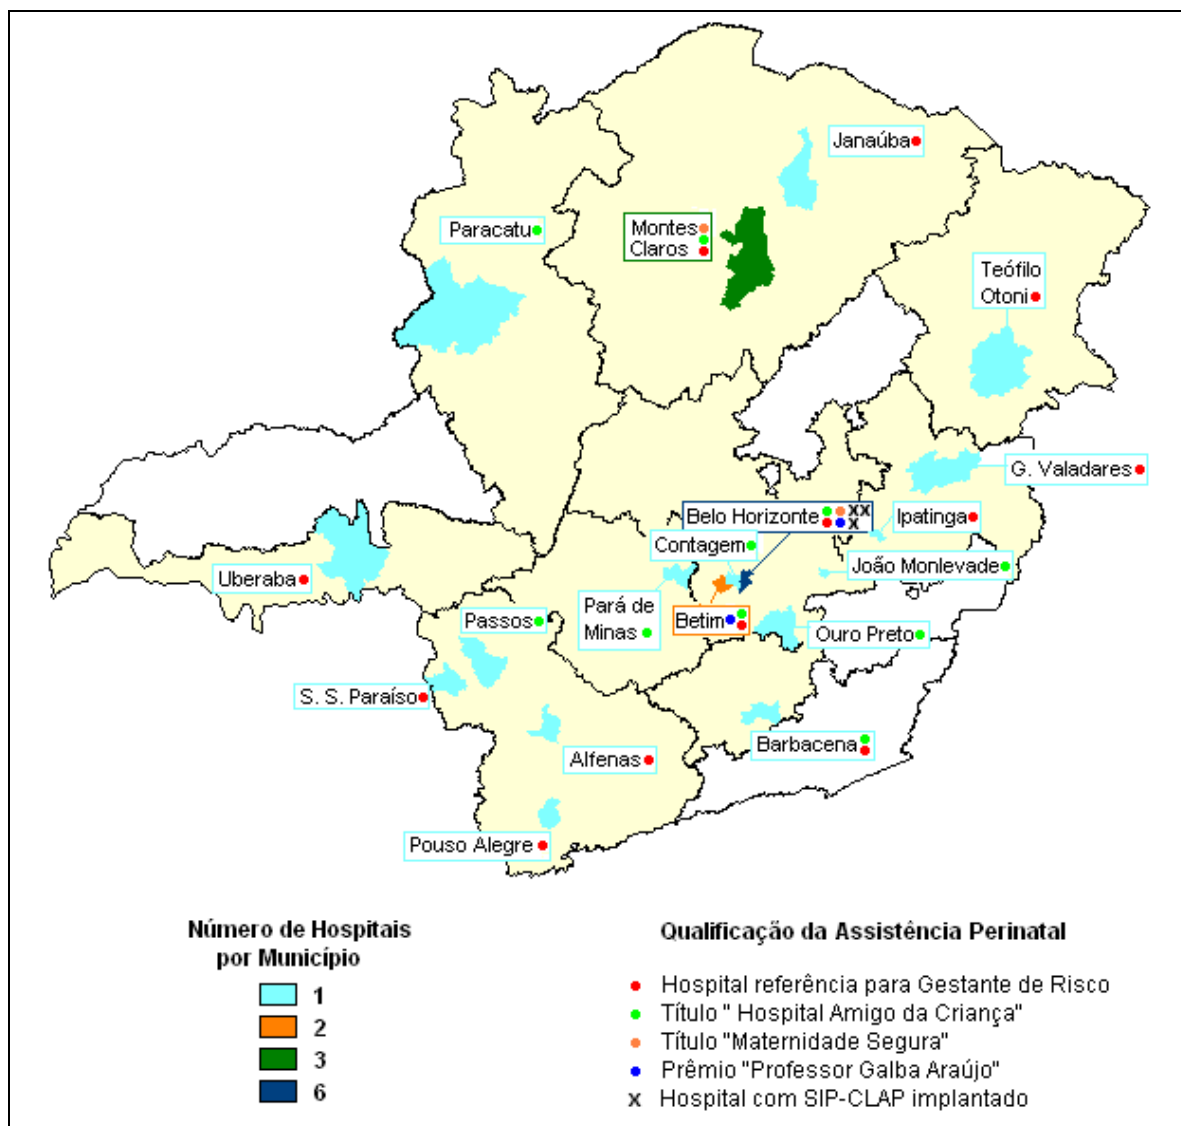 Janaúba
Paracatu
Montes
Claros
Teófilo
Otoni
G. Valadares
Belo Horizonte xx
x
Ipatinga
Contagem
João Monlevade
Uberaba
Pará de
Minas
Betim
Passos
Ouro Preto
S. S. Paraíso
Barbacena
Alfenas
Pouso Alegre
Número de Hospitais
por Município
1
2
3
6
Qualificação da Assistência Perinatal
Hospital referência para Gestante de Risco
Título " Hospital Amigo da Criança"
Título "Maternidade Segura"
Prêmio "Professor Galba Araújo"
x Hospital com SIP-CLAP implantado